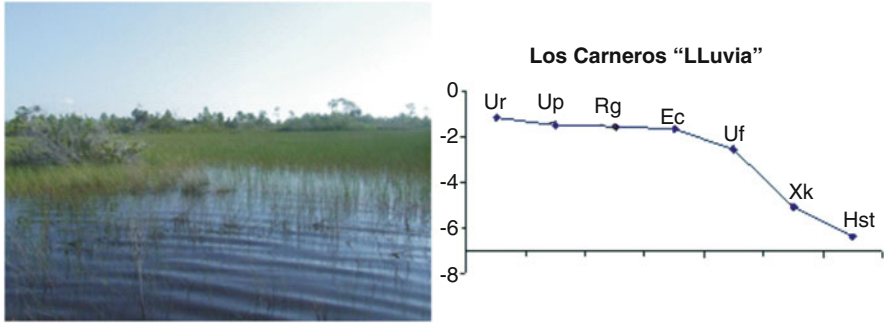 Los Carneros “LLuvia”
0
-2
-4
-6
-8
Ur
Up
Rg
Ec
Uf
Xk
Hst